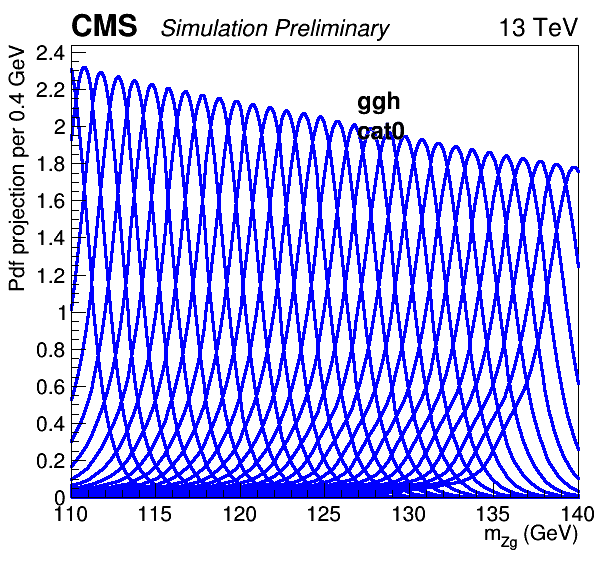 CMS Simulation Preliminary 13 TeV
Pdf projection per 0.4 GeV
2.4
2.2
2
1.8
1.6
1.4
1.2
1
0.8
0.6
0.4
0.2
0
ggh
cat0
110 115 120 125 130 135 140
m_Zg (GeV)